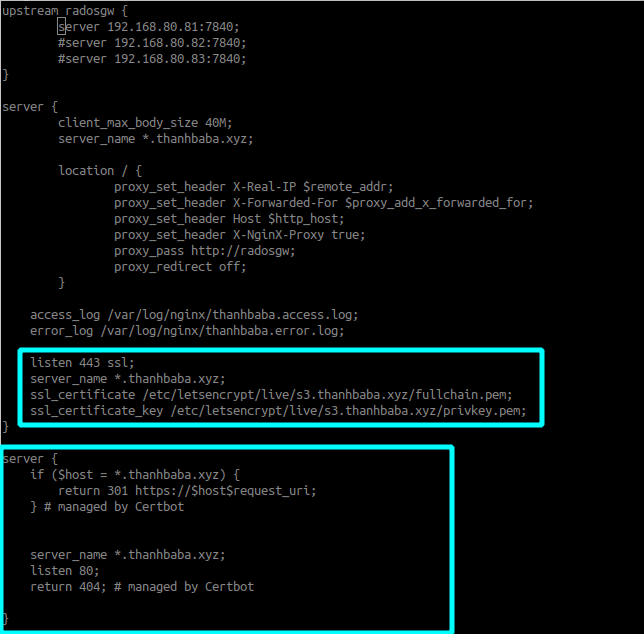 upstream radosgw {
server 192.168.80.81:7840;
#server 192.168.80.82:7840;
#server 192.168.80.83:7840;
}
server {
client_max_body_size 40M;
server_name *.thanhbaba.xyz;
location / {
proxy_set_header X-Real-IP $remote_addr;
proxy_set_header X-Forwarded-For $proxy_add_x_forwarded_for;
proxy_set_header Host $http_host;
proxy_set_header X-NginX-Proxy true;
proxy_pass http://radosgw;
proxy_redirect off;
}
access_log /var/log/nginx/thanhbaba.access.log;
error_log /var/log/nginx/thanhbaba.error.log;
listen 443 ssl;
server_name *.thanhbaba.xyz;
ssl_certificate /etc/letsencrypt/live/s3.thanhbaba.xyz/fullchain.pem;
ssl_certificate_key /etc/letsencrypt/live/s3.thanhbaba.xyz/privkey.pem;
}
server {
if ($host = *.thanhbaba.xyz) {
return 301 https://$host$request_uri;
} # managed by Certbot
server_name *.thanhbaba.xyz;
listen 80;
return 404; # managed by Certbot
}